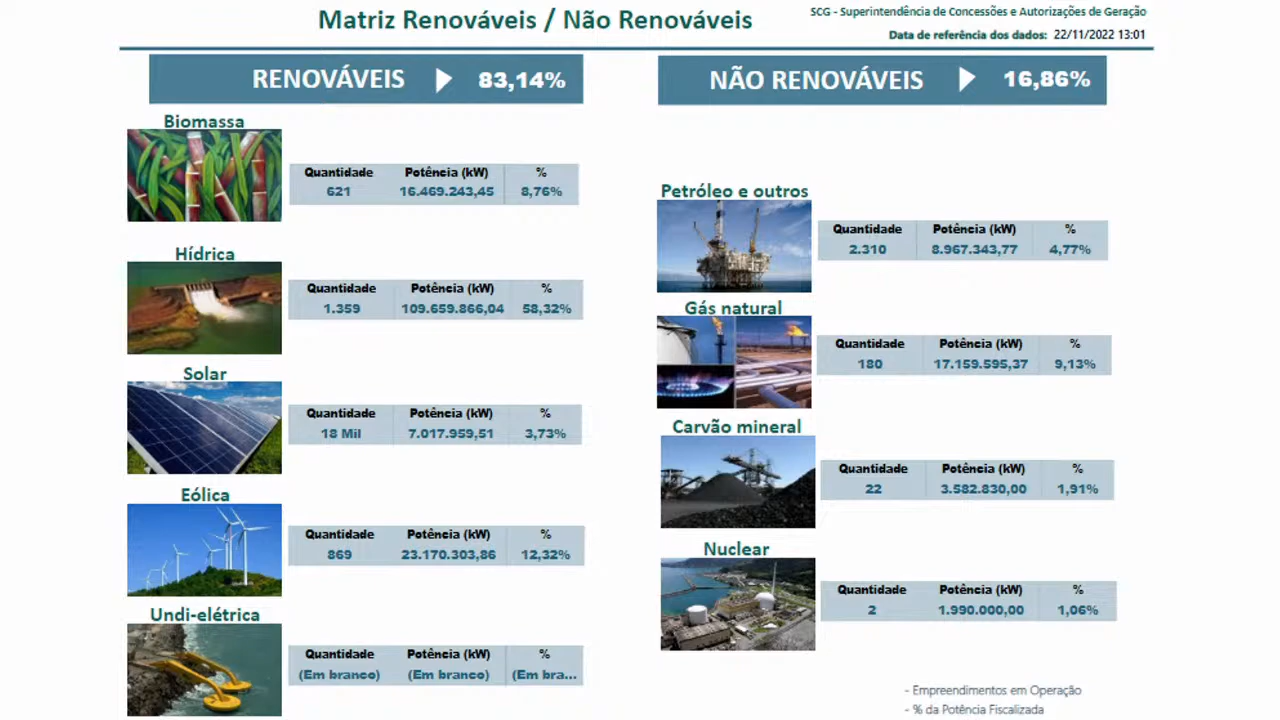 Matriz Renováveis / Não Renováveis
SCG - Superintendência de Concessões e Autorizações de Geração
Data de referência dos dados: 22/11/2022 13:01
RENOVÁVEIS 83,14%
Biomassa
Quantidade Potência (kW) %
621 16.469.243,45 8,76%
Hídrica
Quantidade Potência (kW) %
1.359 109.659.866,04 58,32%
Solar
Quantidade Potência (kW) %
18 Mil 7.017.959,51 3,73%
Eólica
Quantidade Potência (kW) %
869 23.170.303,86 12,32%
Undi-elétrica
Quantidade Potência (kW) %
(Em branco) (Em branco) (Em bra...
NÃO RENOVÁVEIS 16,86%
Petróleo e outros
Quantidade Potência (kW) %
2.310 8.967.343,77 4,77%
Gás natural
Quantidade Potência (kW) %
180 17.159.595,37 9,13%
Carvão mineral
Quantidade Potência (kW) %
22 3.582.830,00 1,91%
Nuclear
Quantidade Potência (kW) %
2 1.990.000,00 1,06%
- Empreendimentos em Operação
- % da Potência Fiscalizada